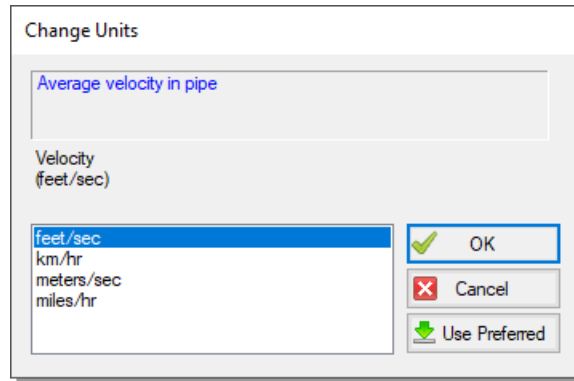 Change Units
Average velocity in pipe
Velocity
(feet/sec)
feet/sec
km/hr
meters/sec
miles/hr
OK
Cancel
Use Preferred